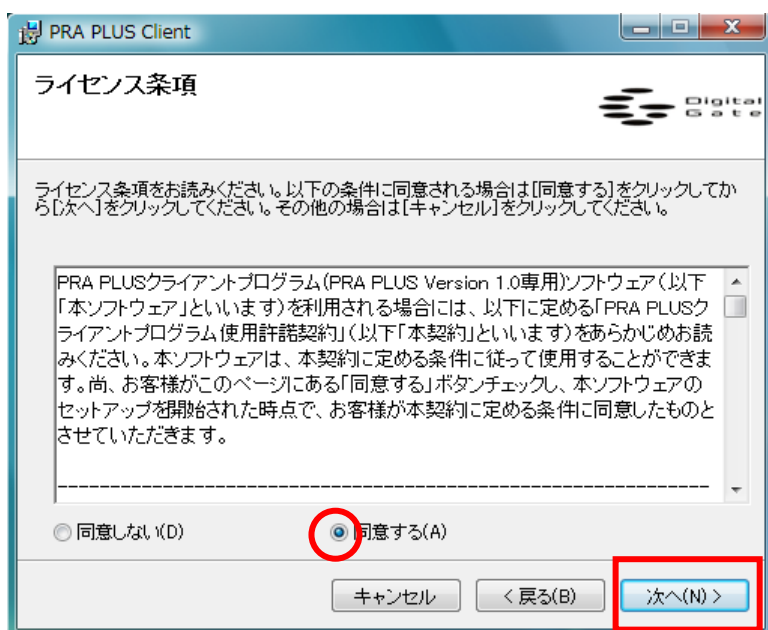 PRA PLUS Client
ライセンス条項
Digital
Gate
ライセンス条項をお読みください。以下の条件に同意される場合は[同意する]をクリックしてか
ら[次へ]をクリックしてください。その他の場合は[キャンセル]をクリックしてください。
PRA PLUSクライアントプログラム(PRA PLUS Version 1.0専用)ソフトウェア(以下
「本ソフトウェア」といいます)を利用される場合には、以下に定める「PRA PLUSク
ライアントプログラム使用許諾契約」(以下「本契約」といいます)をあらかじめお読
みください。本ソフトウェアは、本契約に定める条件に従って使用することができま
す。尚、お客様がこのページにある「同意する」ボタンチェックし、本ソフトウェアの
セットアップを開始された時点で、お客様が本契約に定める条件に同意したものと
させていただきます。
------------------------------------------------------------------
同意しない(D) 同意する(A)
キャンセル < 戻る(B) 次へ(N) >